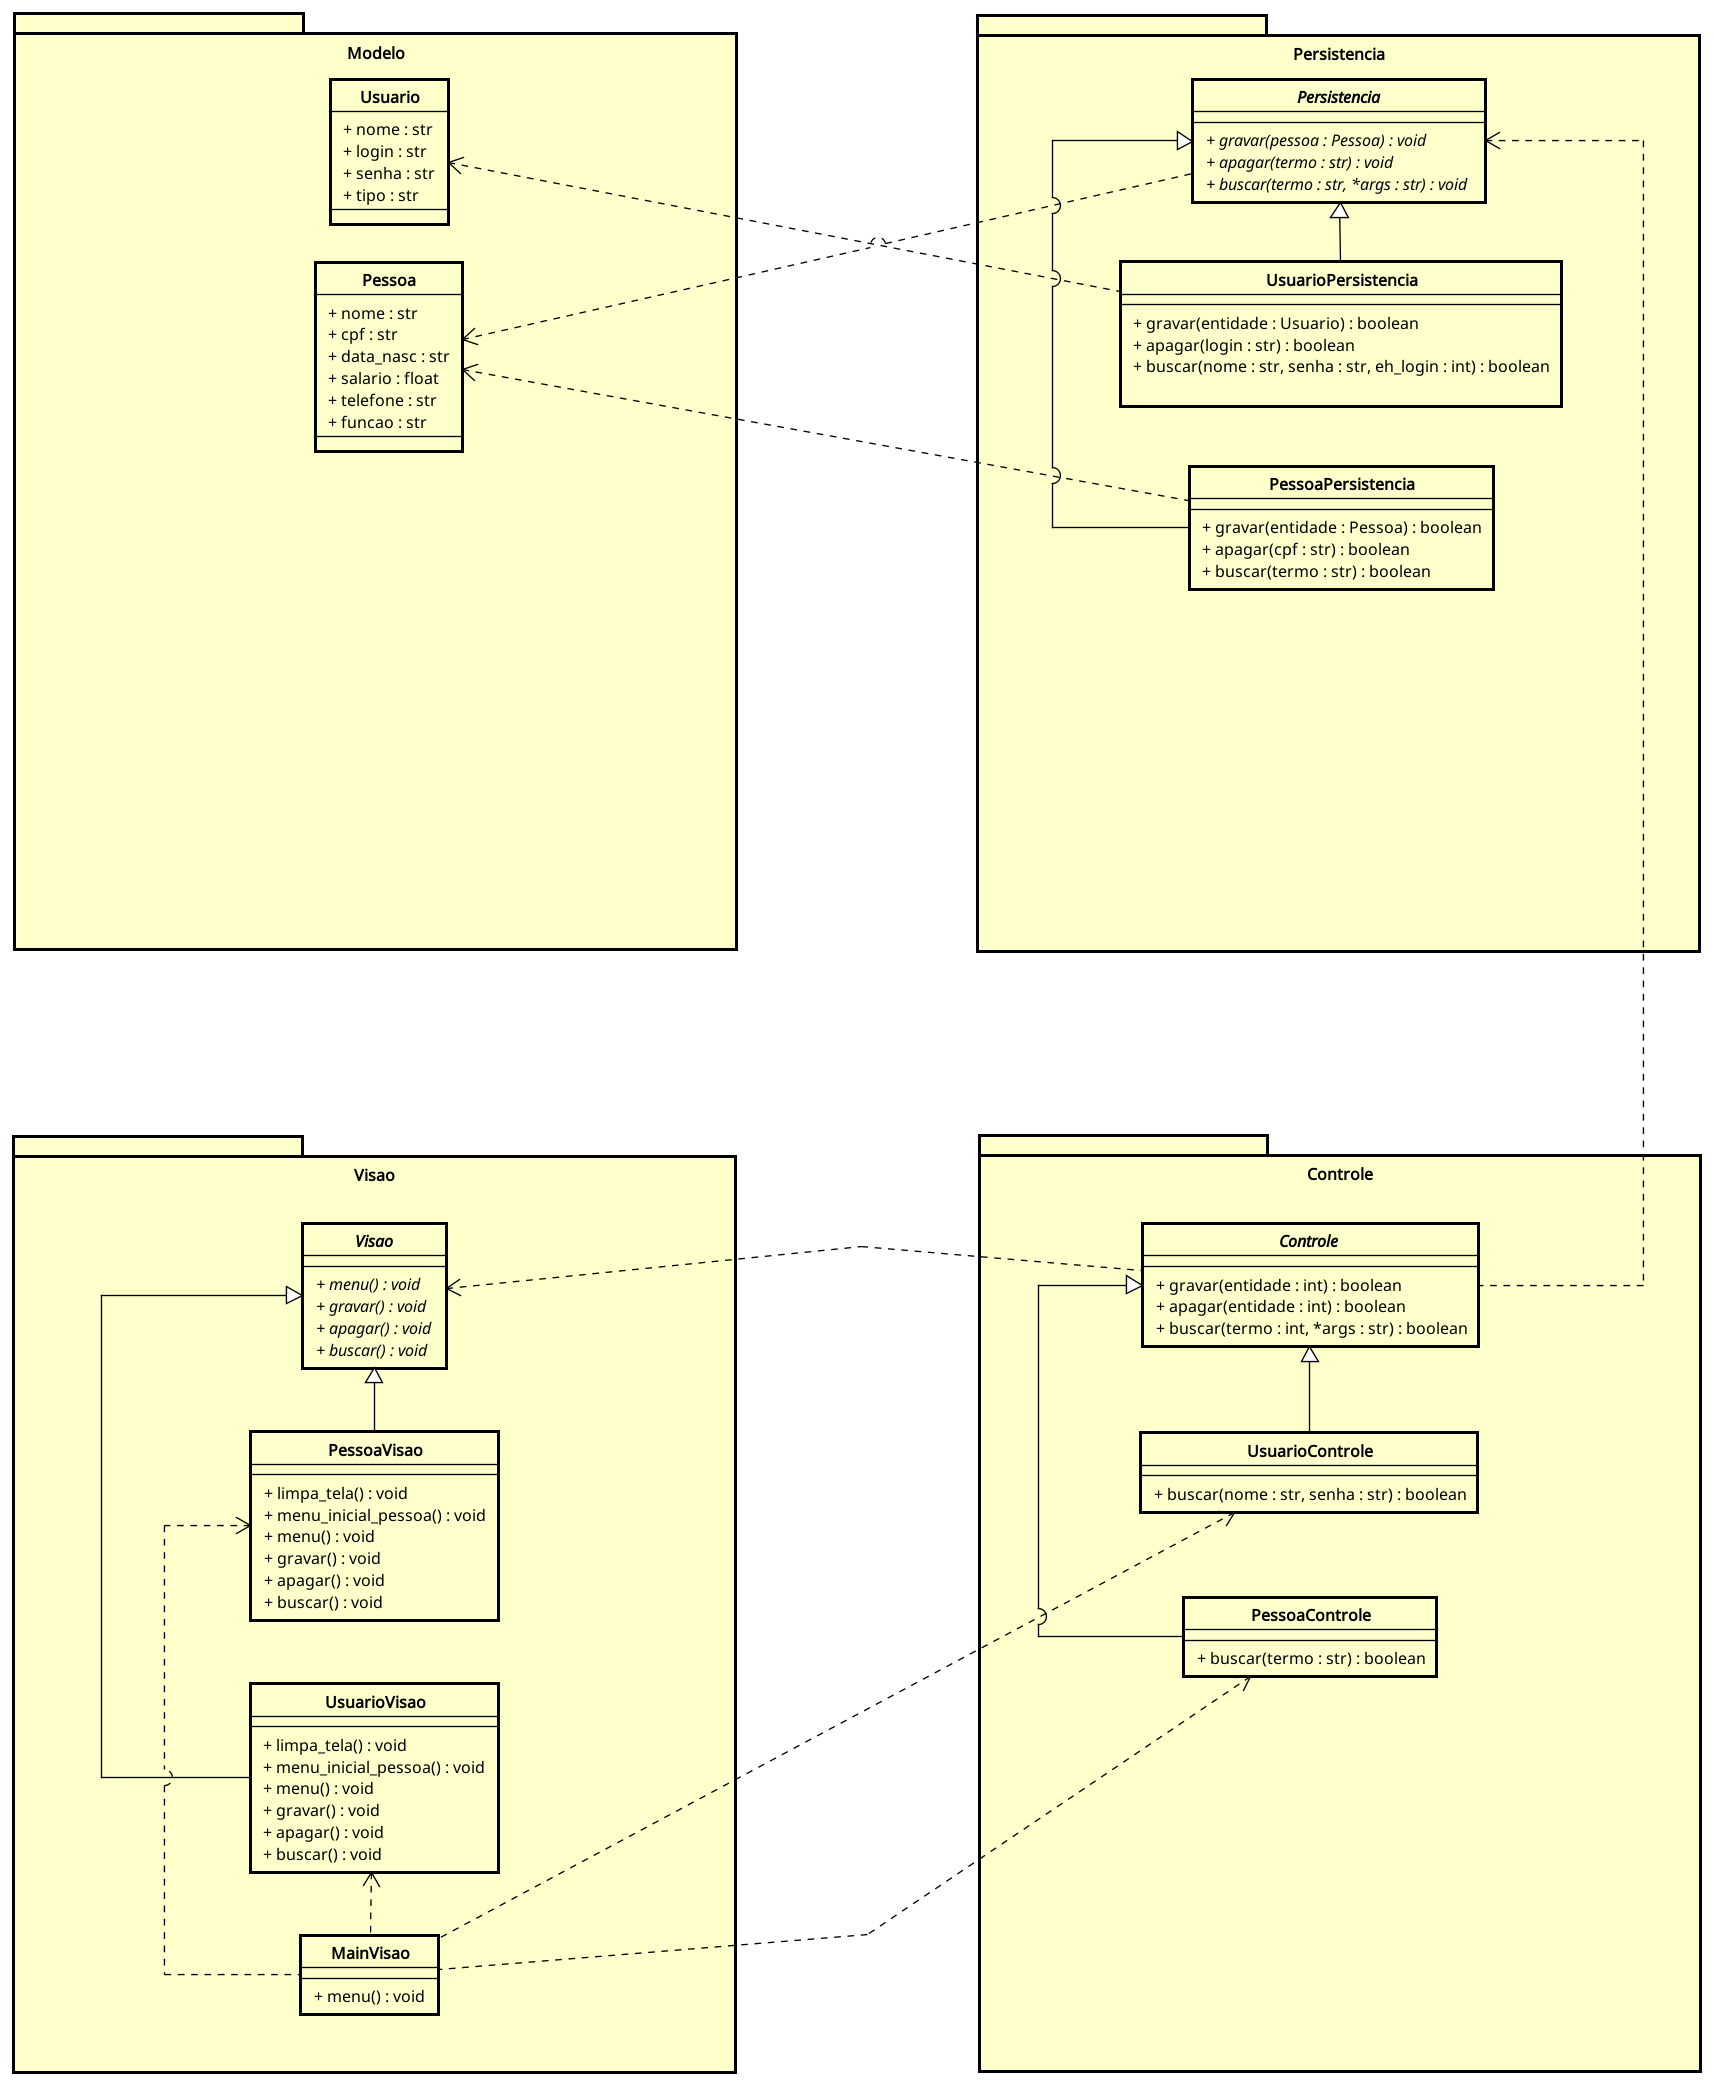 Modelo
Usuario
+ nome : str
+ login : str
+ senha : str
+ tipo : str
Pessoa
+ nome : str
+ cpf : str
+ data_nasc : str
+ salario : float
+ telefone : str
+ funcao : str
Persistencia
Persistencia
+ gravar(pessoa : Pessoa) : void
+ apagar(termo : str) : void
+ buscar(termo : str, *args : str) : void
UsuarioPersistencia
+ gravar(entidade : Usuario) : boolean
+ apagar(login : str) : boolean
+ buscar(nome : str, senha : str, eh_login : int) : boolean
PessoaPersistencia
+ gravar(entidade : Pessoa) : boolean
+ apagar(cpf : str) : boolean
+ buscar(termo : str) : boolean
Visao
Visao
+ menu() : void
+ gravar() : void
+ apagar() : void
+ buscar() : void
PessoaVisao
+ limpa_tela() : void
+ menu_inicial_pessoa() : void
+ menu() : void
+ gravar() : void
+ apagar() : void
+ buscar() : void
UsuarioVisao
+ limpa_tela() : void
+ menu_inicial_pessoa() : void
+ menu() : void
+ gravar() : void
+ apagar() : void
+ buscar() : void
MainVisao
+ menu() : void
Controle
Controle
+ gravar(entidade : int) : boolean
+ apagar(entidade : int) : boolean
+ buscar(termo : int, *args : str) : boolean
UsuarioControle
+ buscar(nome : str, senha : str) : boolean
PessoaControle
+ buscar(termo : str) : boolean